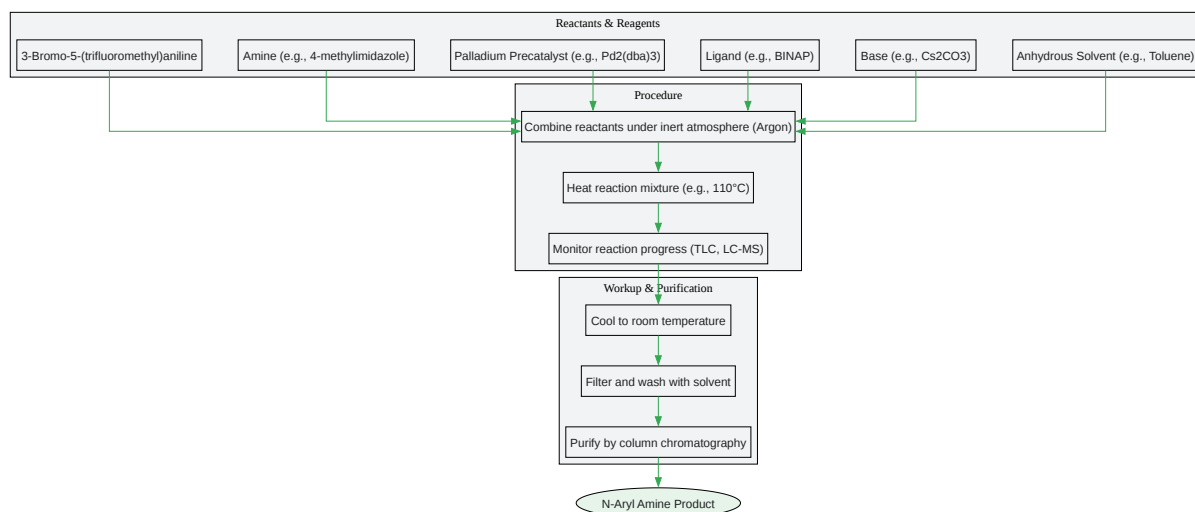 Reactants & Reagents
3-Bromo-5-(trifluoromethyl)aniline
Amine (e.g., 4-methylimidazole)
Palladium Precatalyst (e.g., Pd2(dba)3)
Ligand (e.g., BINAP)
Base (e.g., Cs2CO3)
Anhydrous Solvent (e.g., Toluene)
Procedure
Combine reactants under inert atmosphere (Argon)
Heat reaction mixture (e.g., 110°C)
Monitor reaction progress (TLC, LC-MS)
Workup & Purification
Cool to room temperature
Filter and wash with solvent
Purify by column chromatography
N-Aryl Amine Product